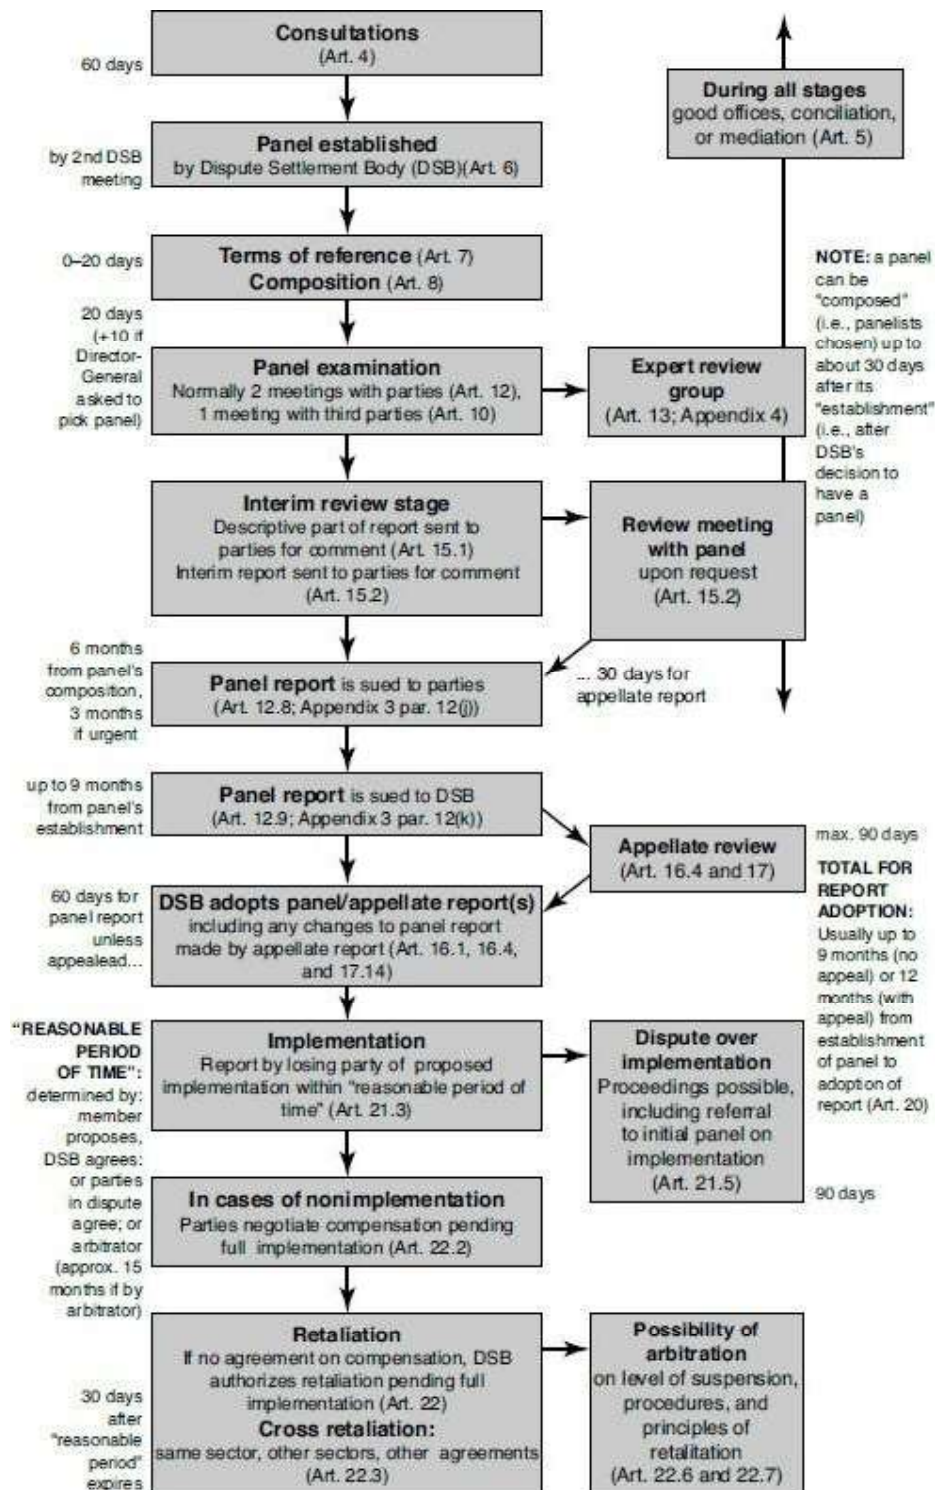 Consultations
(Art. 4)
60 days
During all stages
good offices, conciliation,
or mediation (Art. 5)
Panel established
by Dispute Settlement Body (DSB)(Art. 6)
by 2nd DSB
meeting
Terms of reference (Art. 7)
Composition (Art. 8)
0–20 days
NOTE: a panel
can be
"composed"
(i.e., panelists
chosen) up to
about 30 days
after its
"establishment"
(i.e., after
DSB's
decision to
have a
panel)
20 days
(+10 if
Director-
General
asked to
pick panel)
Panel examination
Normally 2 meetings with parties (Art. 12),
1 meeting with third parties (Art. 10)
Expert review
group
(Art. 13; Appendix 4)
Interim review stage
Descriptive part of report sent to
parties for comment (Art. 15.1)
Interim report sent to parties for comment
(Art. 15.2)
Review meeting
with panel
upon request
(Art. 15.2)
6 months
from panel's
composition,
3 months
if urgent
Panel report is sued to parties
(Art. 12.8; Appendix 3 par. 12(j))
... 30 days for
appellate report
up to 9 months
from panel's
establishment
Panel report is sued to DSB
(Art. 12.9; Appendix 3 par. 12(k))
Appellate review
(Art. 16.4 and 17)
max. 90 days
TOTAL FOR
REPORT
ADOPTION:
Usually up to
9 months (no
appeal) or 12
months (with
appeal) from
establishment
of panel to
adoption of
report (Art. 20)
60 days for
panel report
unless
appealead...
DSB adopts panel/appellate report(s)
including any changes to panel report
made by appellate report (Art. 16.1, 16.4,
and 17.14)
"REASONABLE
PERIOD
OF TIME":
determined by:
member
proposes,
DSB agrees:
or parties
in dispute
agree; or
arbitrator
(approx. 15
months if by
arbitrator)
Implementation
Report by losing party of proposed
implementation within "reasonable period of
time" (Art. 21.3)
Dispute over
implementation
Proceedings possible,
including referral
to initial panel on
implementation
(Art. 21.5)
90 days
In cases of nonimplementation
Parties negotiate compensation pending
full implementation (Art. 22.2)
Retaliation
If no agreement on compensation, DSB
authorizes retaliation pending full
implementation (Art. 22)
Cross retaliation:
same sector, other sectors, other agreements
(Art. 22.3)
30 days
after
"reasonable
period"
expires
Possibility of
arbitration
on level of suspension,
procedures, and
principles of
retalitation
(Art. 22.6 and 22.7)